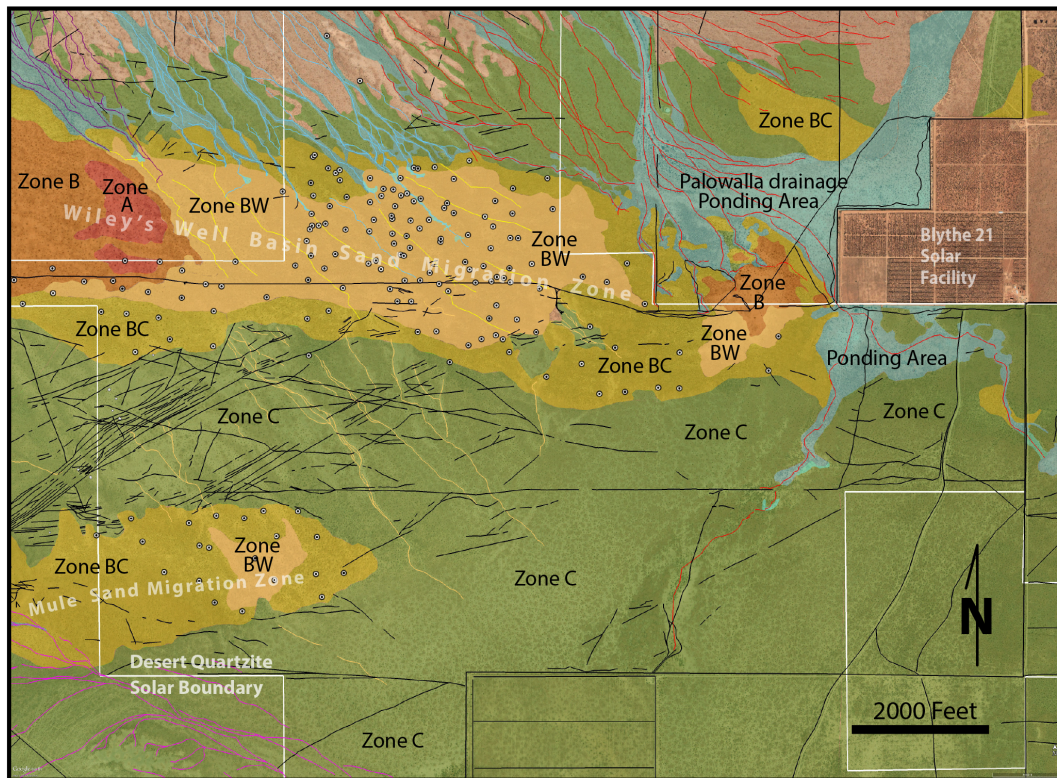 Zone BC
Palowalla drainage
Ponding Area
Zone B
Zone
A
Zone BW
Wiley's Well Basin Sand Migration Zone
Zone
BW
Blythe 21
Solar
Facility
Zone
B
Zone BC
Zone
BW
Zone BC
Ponding Area
Zone C
Zone C
Zone C
Zone BC
Zone
BW
Mule Sand Migration Zone
Zone C
N
Desert Quartzite
Solar Boundary
2000 Feet
Zone C